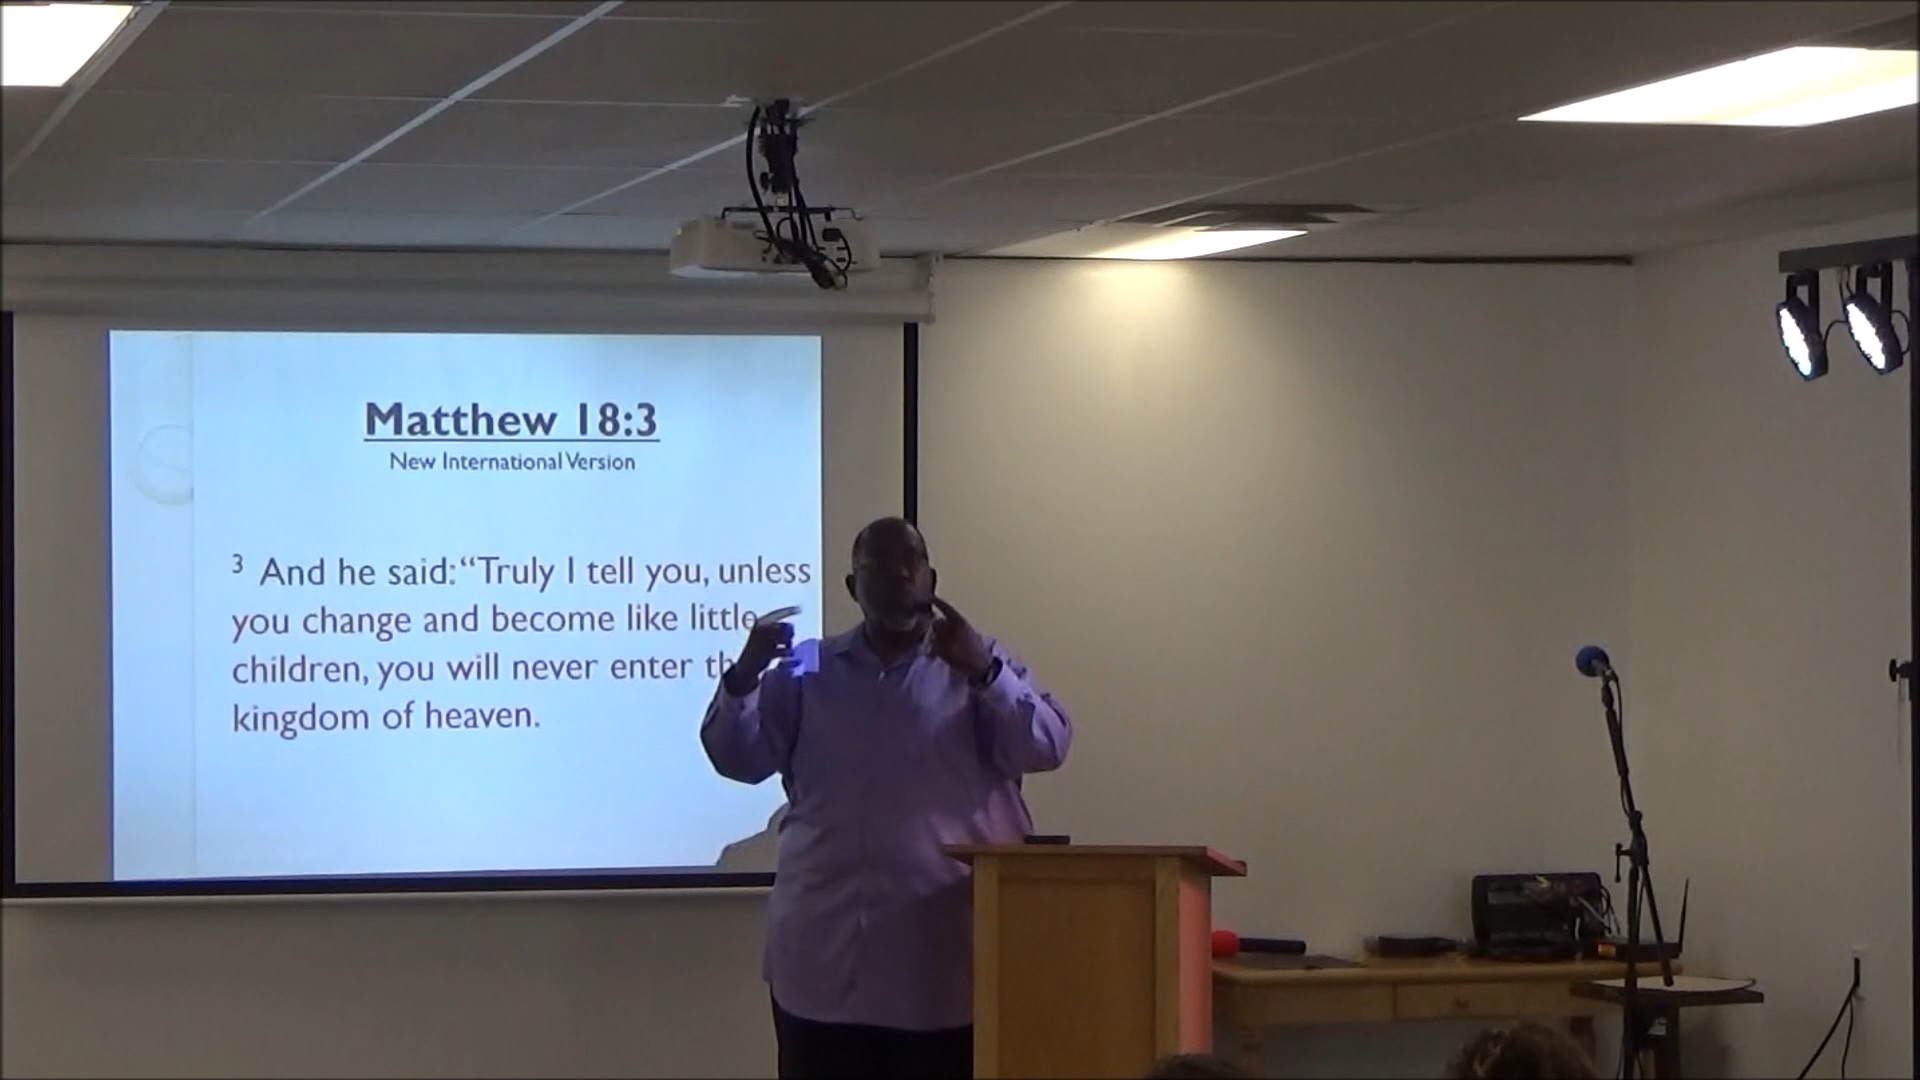 Matthew 18:3
New International Version
3 And he said: “Truly I tell you, unless
you change and become like little
children, you will never enter
kingdom of heaven.